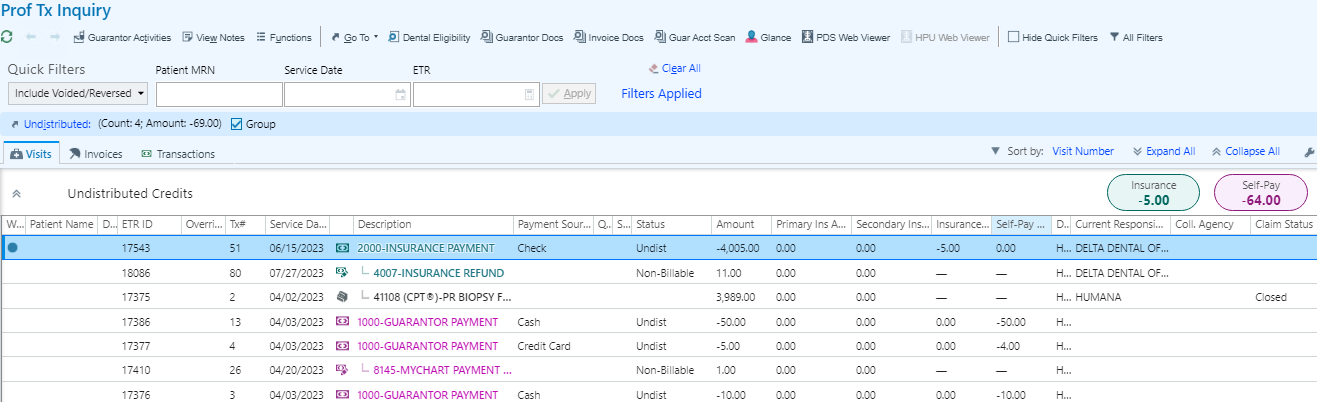 Prof Tx Inquiry
Guarantor Activities View Notes Functions Go To Dental Eligibility Guarantor Docs Invoice Docs Guar Acct Scan Glance PDS Web Viewer HPU Web Viewer Hide Quick Filters All Filters
Quick Filters Patient MRN Service Date ETR Clear All
Include Voided/Reversed Apply Filters Applied
Undistributed: (Count: 4; Amount: -69.00) Group
Visits Invoices Transactions Sort by: Visit Number Expand All Collapse All
Undistributed Credits Insurance -5.00 Self-Pay -64.00
W... Patient Name D... ETR ID Overri... Tx# Service Da... Description Payment Sour... Q.. S... Status Amount Primary Ins A... Secondary Ins... Insurance... Self-Pay ... D.. Current Responsi... Coll. Agency Claim Status
17543 51 06/15/2023 2000-INSURANCE PAYMENT Check Undist -4,005.00 0.00 0.00 -5.00 0.00 H... DELTA DENTAL OF...
18086 80 07/27/2023 4007-INSURANCE REFUND Non-Billable 11.00 0.00 0.00 — — H... DELTA DENTAL OF...
17375 2 04/02/2023 41108 (CPT®)-PR BIOPSY F... 3,989.00 0.00 0.00 — — H... HUMANA Closed
17386 13 04/03/2023 1000-GUARANTOR PAYMENT Cash Undist -50.00 0.00 0.00 0.00 -50.00 H...
17377 4 04/03/2023 1000-GUARANTOR PAYMENT Credit Card Undist -5.00 0.00 0.00 0.00 -4.00 H...
17410 26 04/20/2023 8145-MYCHART PAYMENT ... Non-Billable 1.00 0.00 0.00 — — H...
17376 3 04/03/2023 1000-GUARANTOR PAYMENT Cash Undist -10.00 0.00 0.00 0.00 -10.00 H...